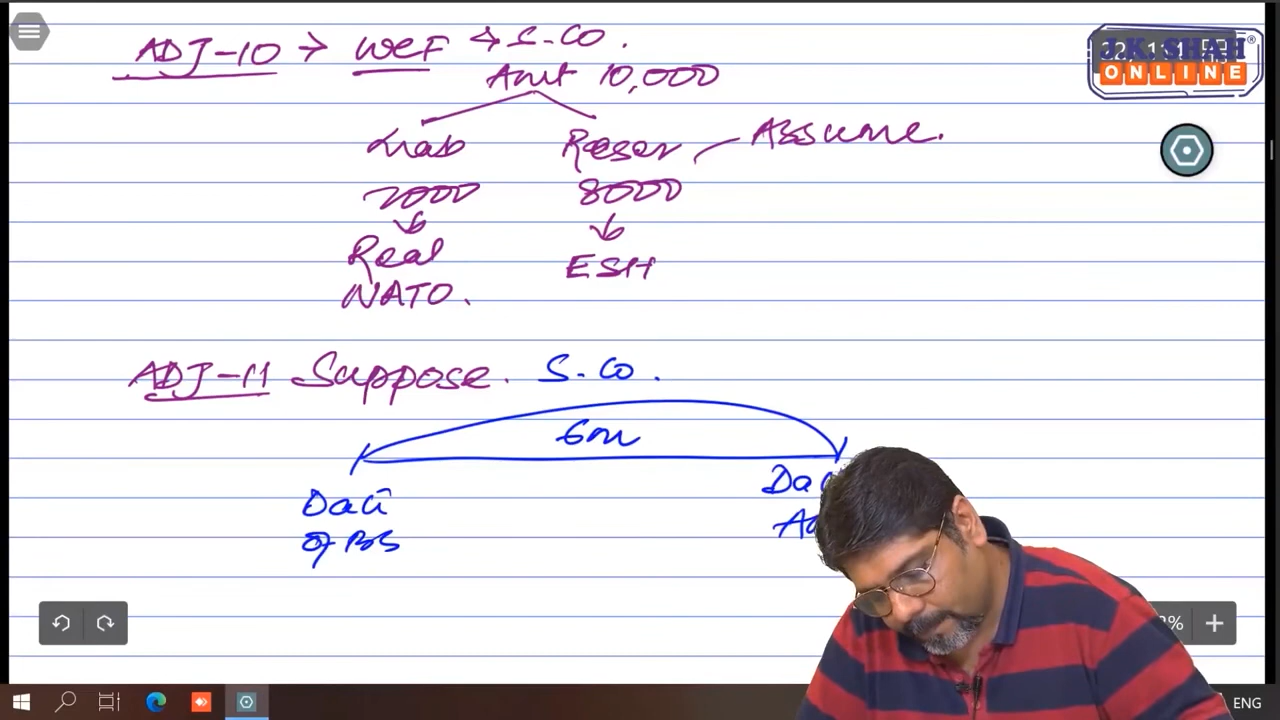 ADJ-10 → WCF → S-CO.
Amt 10,000
Liab Reser Assume.
2000 8000
Real ESH
NATO.
ADJ-11 Suppose. S-Co.
6m
Date
of BS
J.K. SHAH®
ONLINE
%
ENG